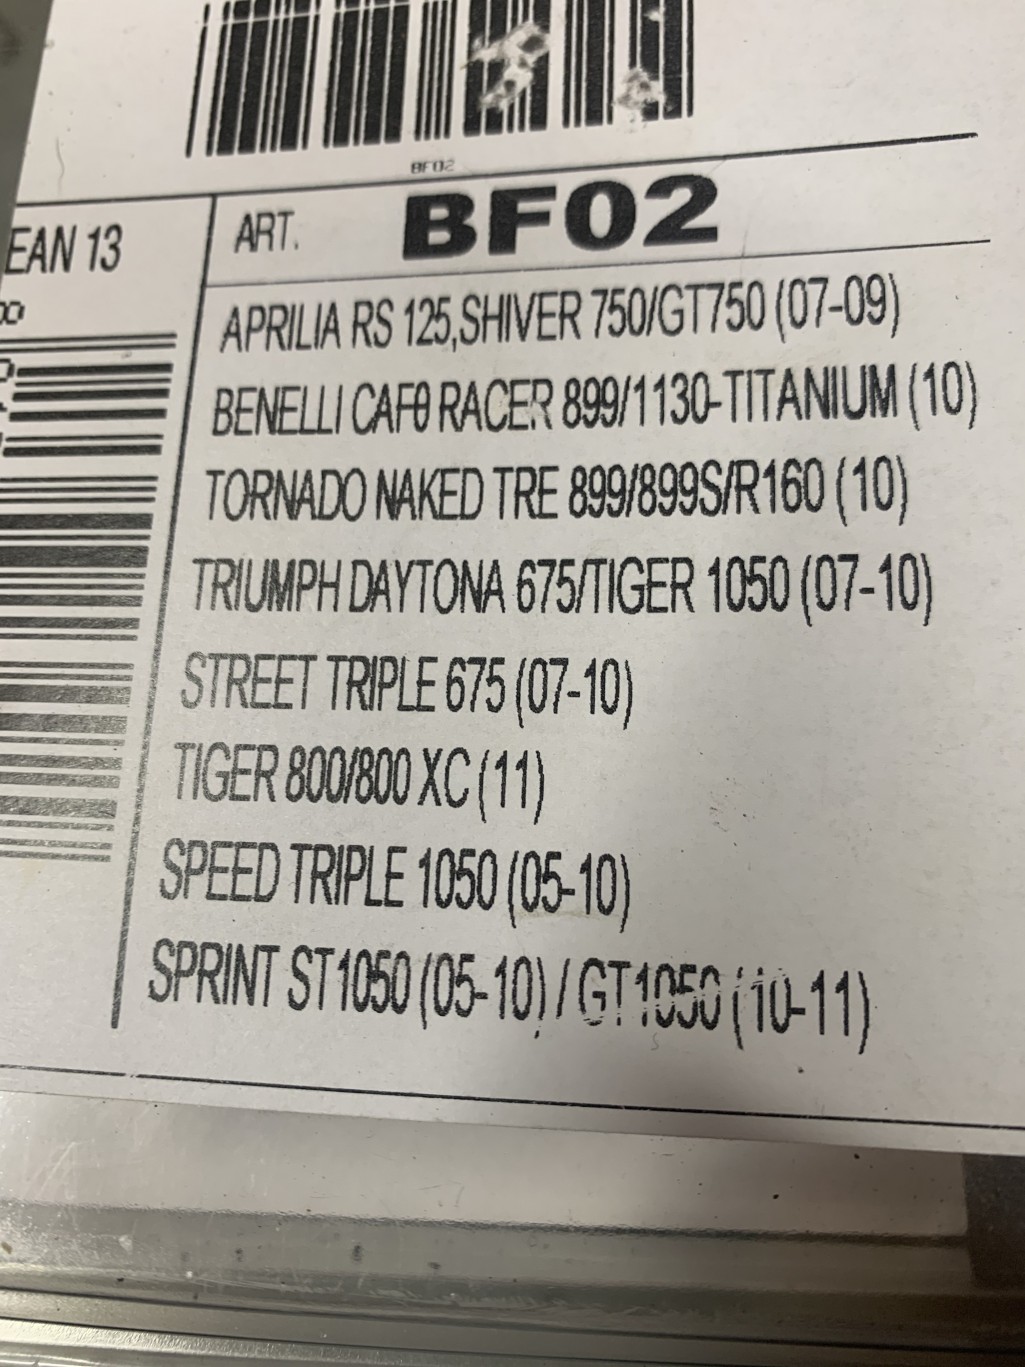 BF02
EAN 13
ART. BF02
APRILIA RS 125,SHIVER 750/GT750 (07-09)
BENELLI CAFθ RACER 899/1130-TITANIUM (10)
TORNADO NAKED TRE 899/899S/R160 (10)
TRIUMPH DAYTONA 675/TIGER 1050 (07-10)
STREET TRIPLE 675 (07-10)
TIGER 800/800 XC (11)
SPEED TRIPLE 1050 (05-10)
SPRINT ST1050 (05-10) / GT1050 (10-11)